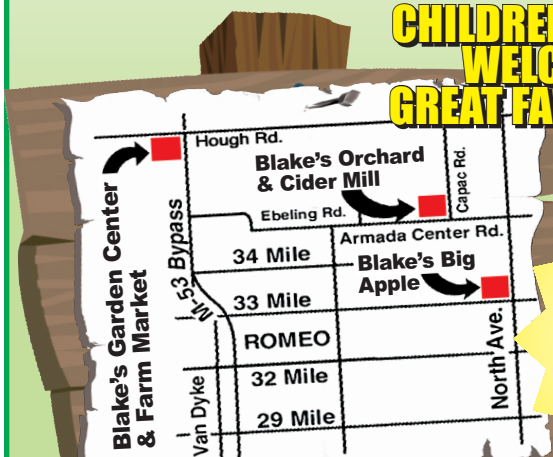 CHILDRE
WELC
GREAT FA
Hough Rd.
Blake's Orchard
& Cider Mill
Capac Rd.
Ebeling Rd.
Armada Center Rd.
34 Mile
Blake's Big
Apple
M-53 Bypass
33 Mile
ROMEO
North Ave.
32 Mile
Van Dyke
29 Mile
Blake's Garden Center
& Farm Market